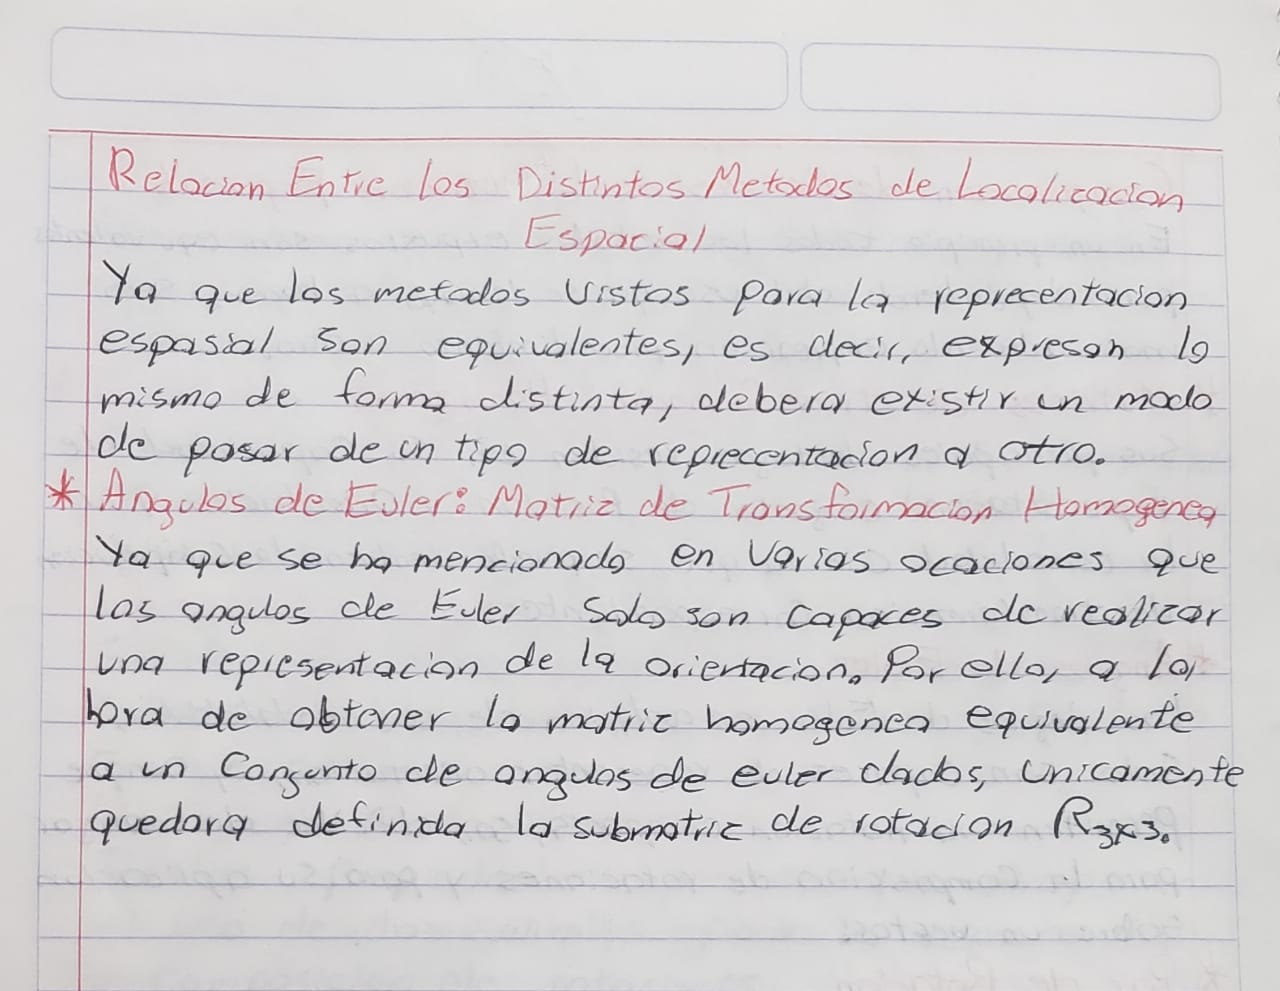 Relacion Entre los Distintos Metodos de Localizacion
Espacial
Ya que los metodos vistos para la reprecentacion
espasial son equivalentes, es decir, expresan lo
mismo de forma distinta, debera existir un modo
de pasar de un tipo de reprecentacion a otro.
* Angulos de Euler: Matriz de Transformacion Homogenea
Ya que se ha mencionado en varias ocaciones que
los angulos de Euler solo son capaces de realizar
una representacion de la orientacion. Por ello, a la
hora de obtener la matriz homogenea equivalente
a un Conjunto de angulos de euler dados, unicamente
quedara definida la submatriz de rotacion R3x3.